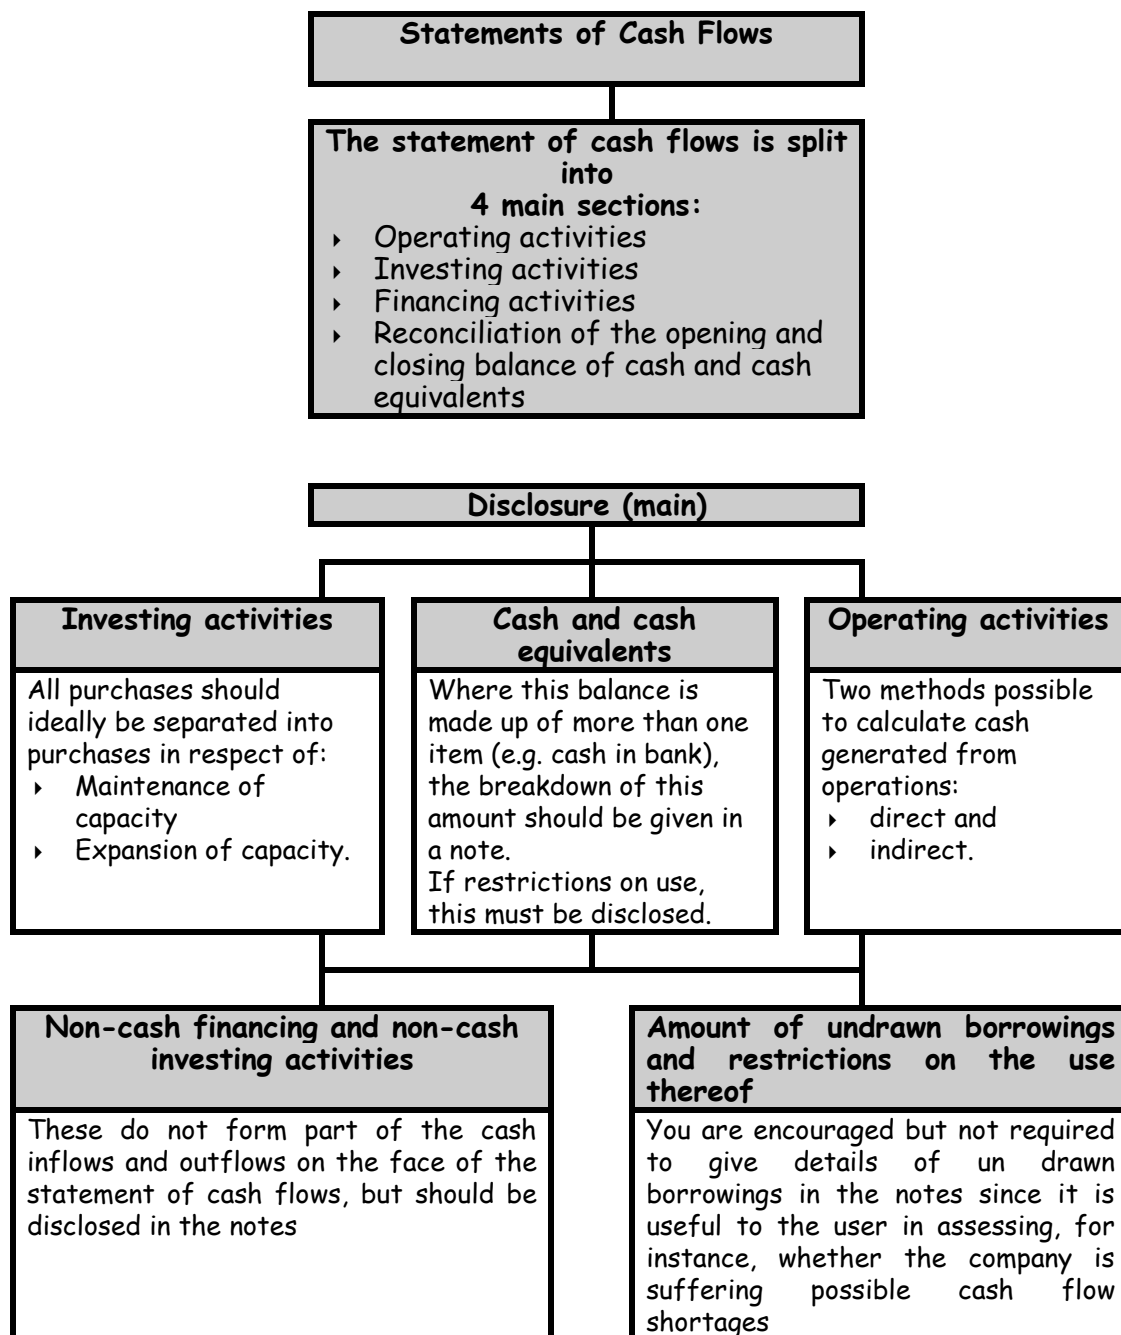 Statements of Cash Flows
The statement of cash flows is split
into
4 main sections:
‣ Operating activities
‣ Investing activities
‣ Financing activities
‣ Reconciliation of the opening and
closing balance of cash and cash
equivalents
Disclosure (main)
Investing activities
All purchases should
ideally be separated into
purchases in respect of:
‣ Maintenance of
capacity
‣ Expansion of capacity.
Cash and cash
equivalents
Where this balance is
made up of more than one
item (e.g. cash in bank),
the breakdown of this
amount should be given in
a note.
If restrictions on use,
this must be disclosed.
Operating activities
Two methods possible
to calculate cash
generated from
operations:
‣ direct and
‣ indirect.
Non-cash financing and non-cash
investing activities
These do not form part of the cash
inflows and outflows on the face of the
statement of cash flows, but should be
disclosed in the notes
Amount of undrawn borrowings
and restrictions on the use
thereof
You are encouraged but not required
to give details of un drawn
borrowings in the notes since it is
useful to the user in assessing, for
instance, whether the company is
suffering possible cash flow
shortages